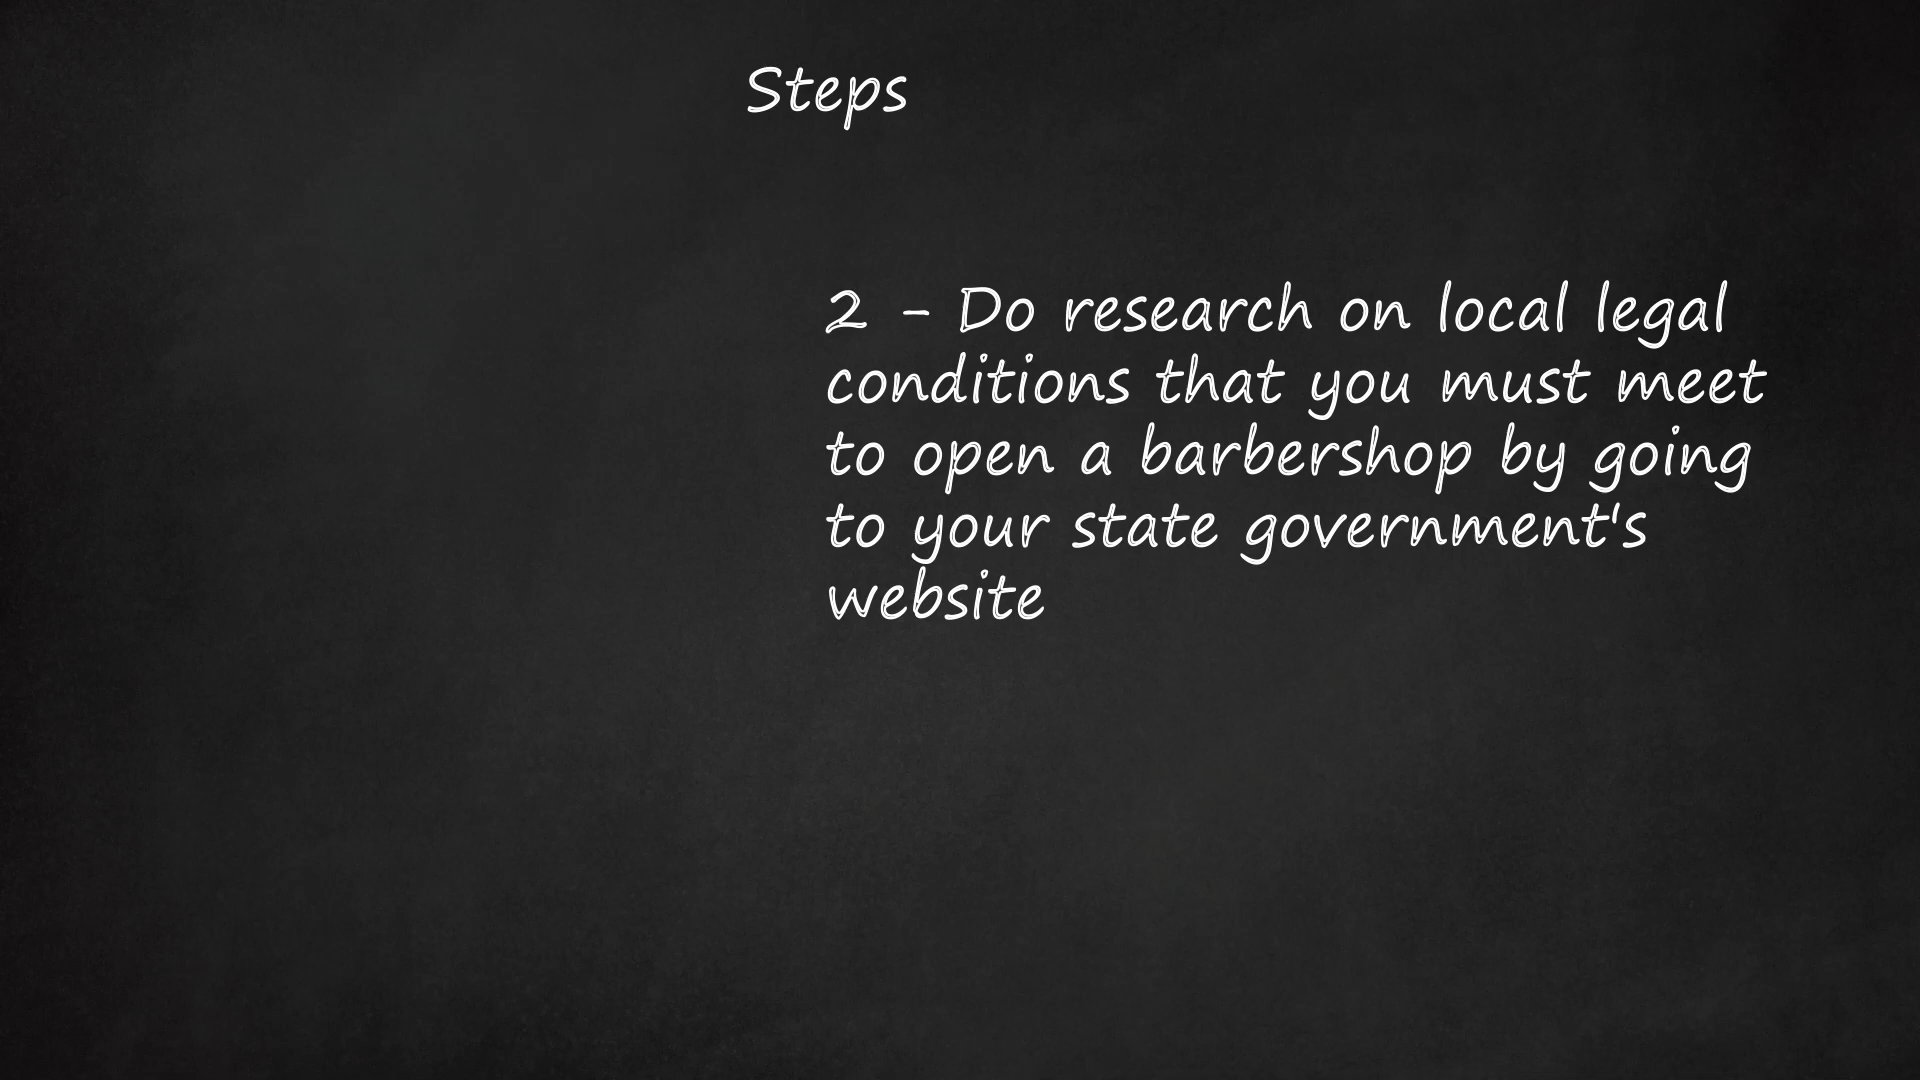 Steps
2 - Do research on local legal
conditions that you must meet
to open a barbershop by going
to your state government's
website